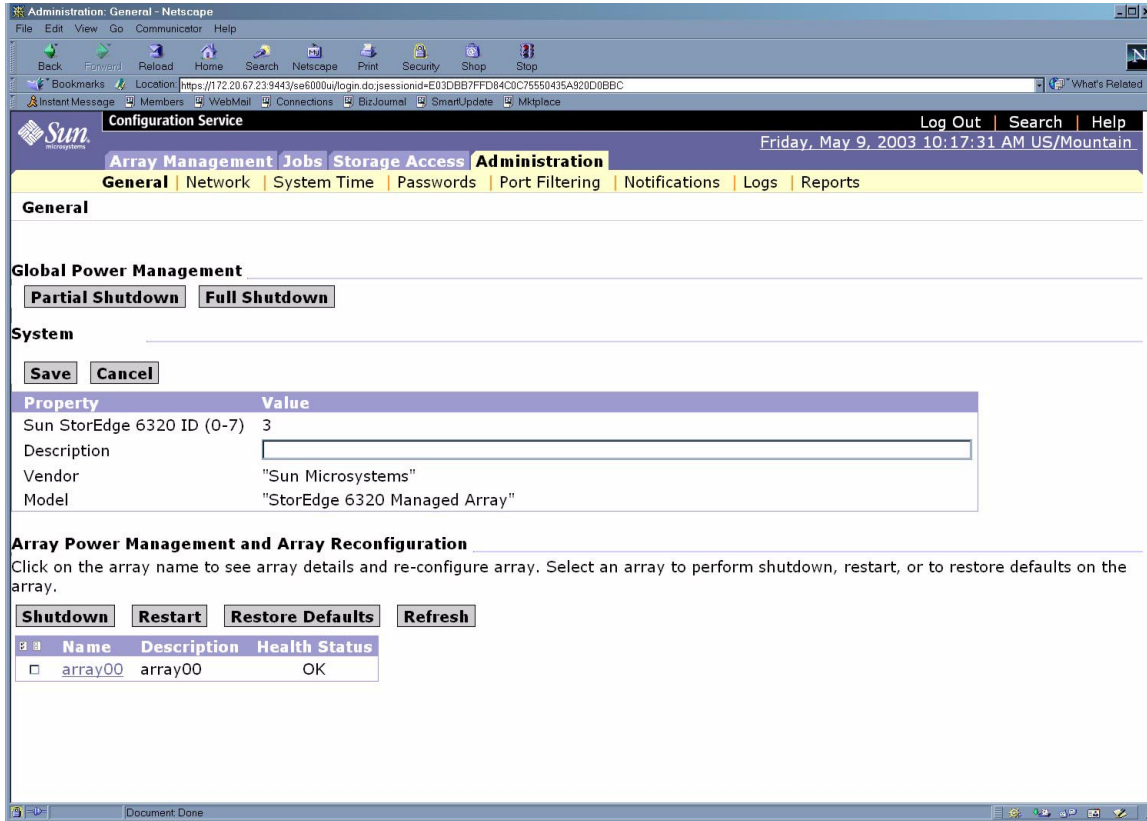 Administration: General - Netscape
File Edit View Go Communicator Help
Back Forward Reload Home Search Netscape Print Security Shop Stop
Bookmarks Location: https://172.20.67.23:9443/se6000ui/login.do;jsessionid=E03DBB7FFD84C0C75550435A920D0BBC What's Related
Instant Message Members WebMail Connections BizJournal SmartUpdate Mktplace
Sun microsystems Configuration Service Log Out | Search | Help
Friday, May 9, 2003 10:17:31 AM US/Mountain
Array Management Jobs Storage Access Administration
General | Network | System Time | Passwords | Port Filtering | Notifications | Logs | Reports
General
Global Power Management
Partial Shutdown Full Shutdown
System
Save Cancel
Property Value
Sun StorEdge 6320 ID (0-7) 3
Description
Vendor "Sun Microsystems"
Model "StorEdge 6320 Managed Array"
Array Power Management and Array Reconfiguration
Click on the array name to see array details and re-configure array. Select an array to perform shutdown, restart, or to restore defaults on the
array.
Shutdown Restart Restore Defaults Refresh
Name Description Health Status
array00 array00 OK
Document Done